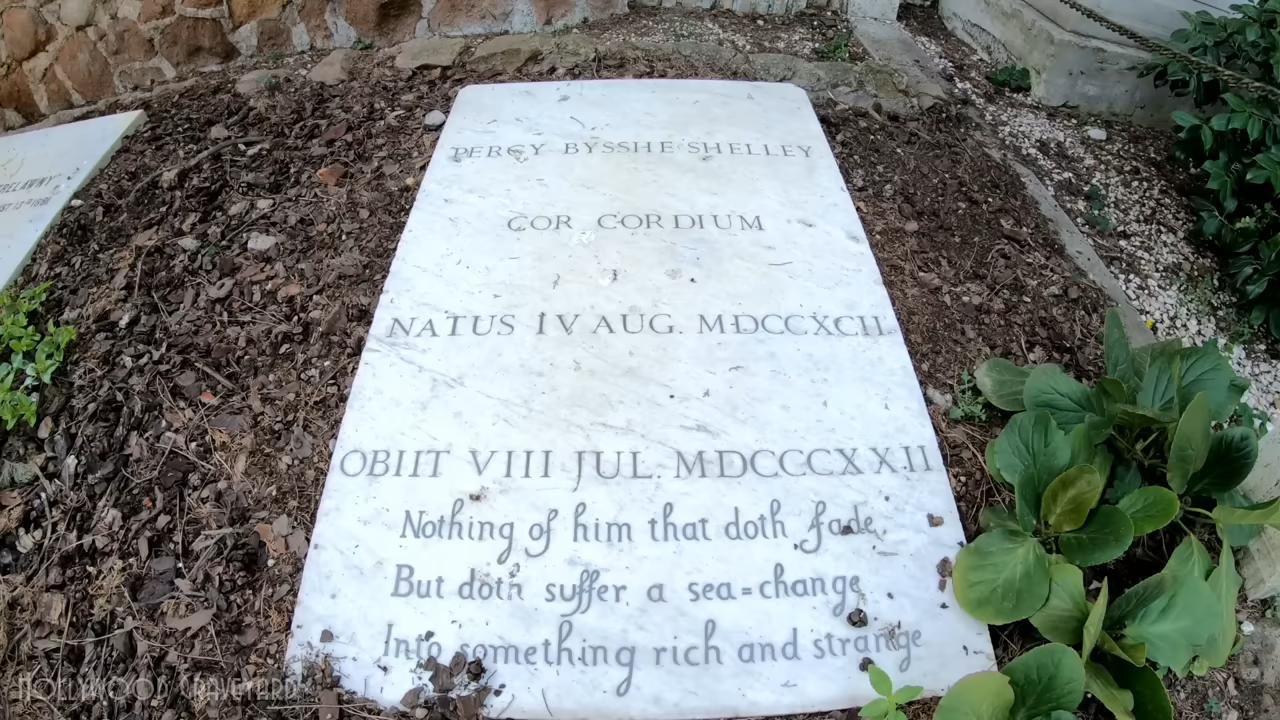 PERCY BYSSHE SHELLEY
COR CORDIUM
NATUS IV AUG. MDCCXCII
OBIIT VIII JUL. MDCCCXXII
Nothing of him that doth fade,
But doth suffer a sea=change
Into something rich and strange
TRELAWNY
HOLLYWOOD GRAVEYARD